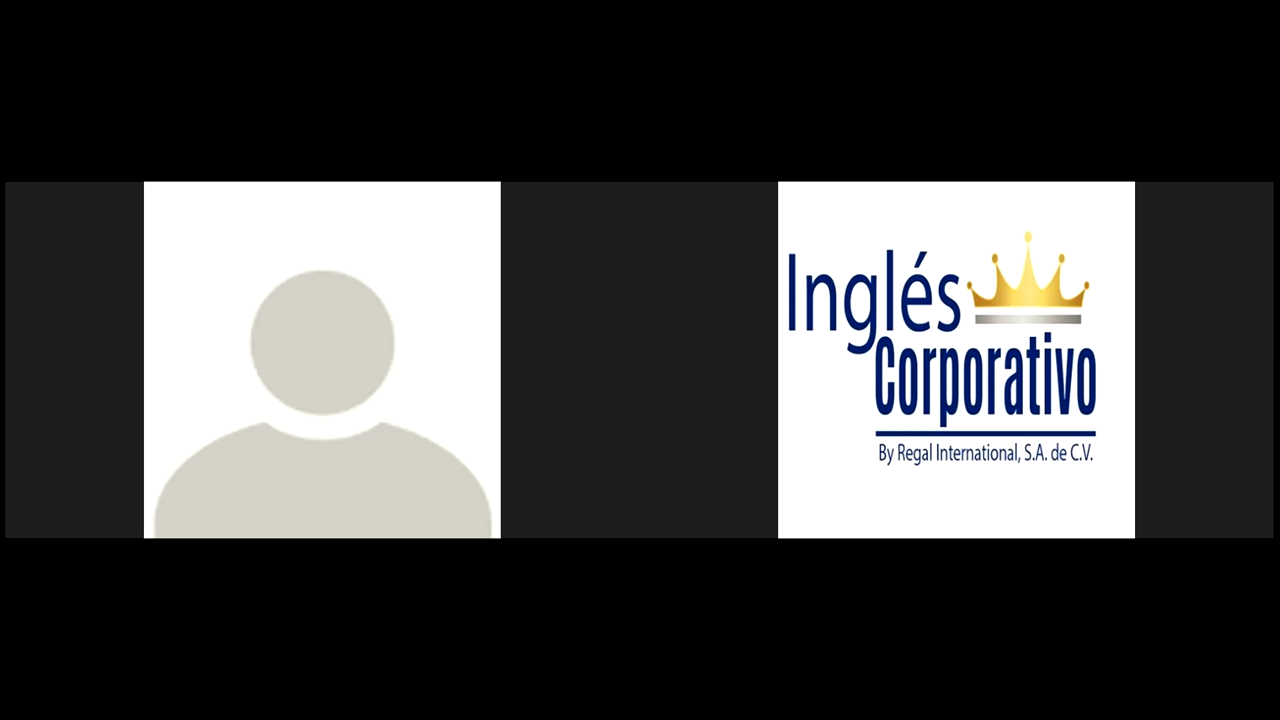 Inglés
Corporativo
By Regal International, S.A. de C.V.